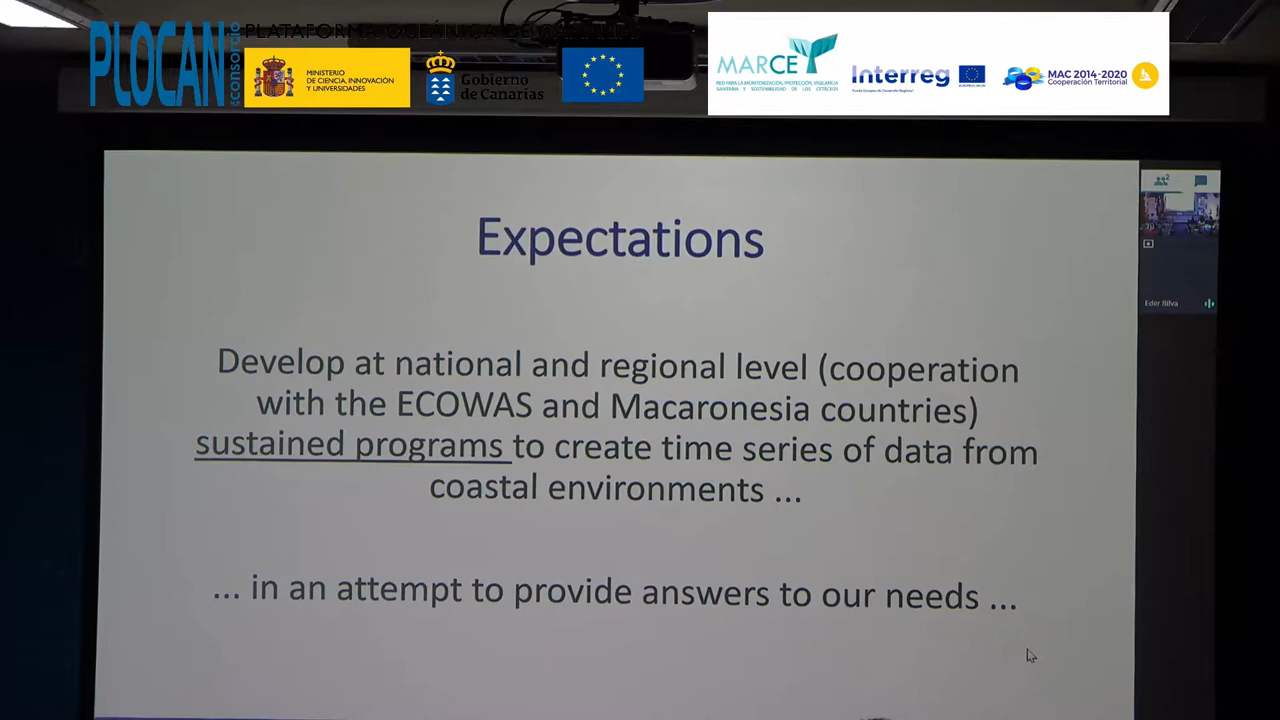 PLOCAN
consorcio
PLATAFORMA OCEÁNICA DE CANARIAS
MINISTERIO
DE CIENCIA, INNOVACIÓN
Y UNIVERSIDADES
Gobierno
de Canarias
MARCET
RED PARA LA MONITORIZACIÓN, PROTECCIÓN, VIGILANCIA
SANITARIA Y SOSTENIBILIDAD DE LOS CETÁCEOS
Interreg
Fondo Europeo de Desarrollo Regional
MAC 2014-2020
Cooperación Territorial
Expectations
Develop at national and regional level (cooperation
with the ECOWAS and Macaronesia countries)
sustained programs to create time series of data from
coastal environments ...
... in an attempt to provide answers to our needs ...
2
Eder Silva